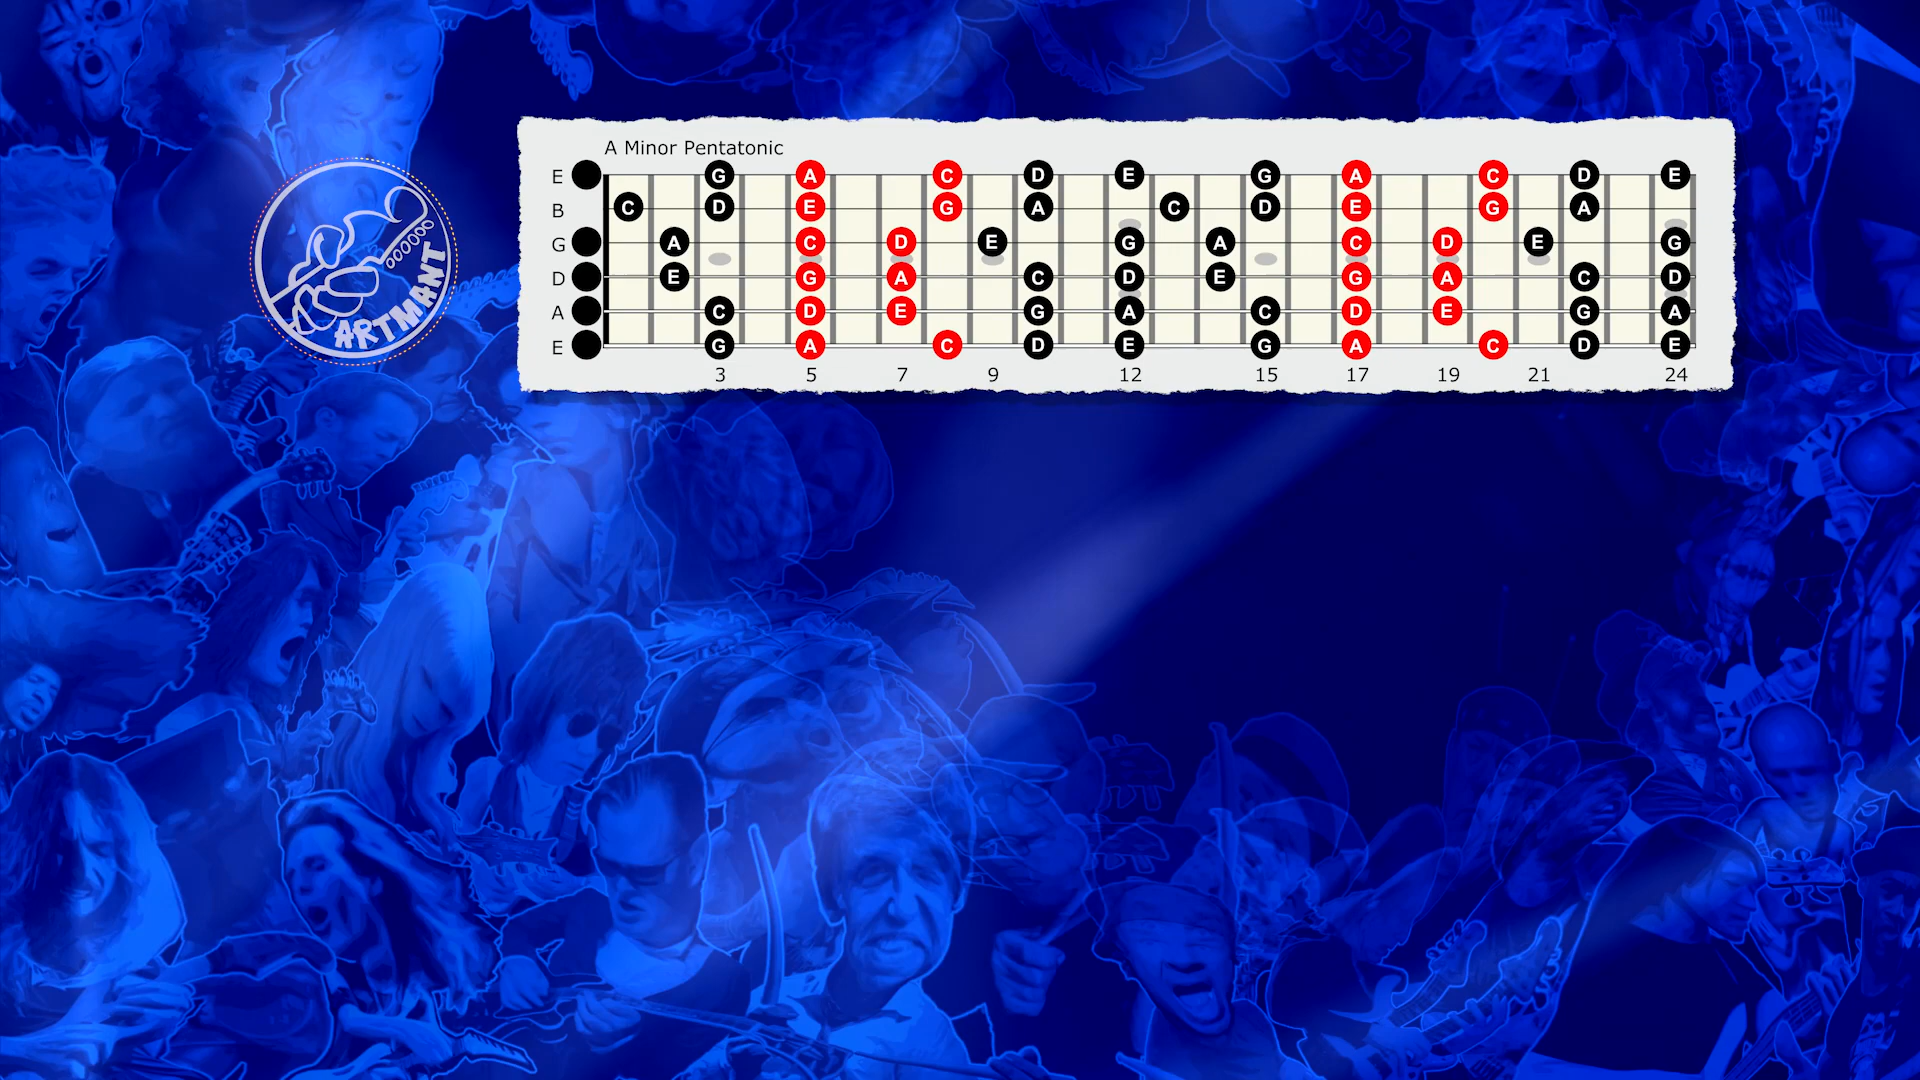 A Minor Pentatonic
E G A C D E G A C D E
B C D E G A C D E G A
G A C D E G A C D E G
D E G A C D E G A C D
A C D E G A C D E G A
E G A C D E G A C D E
3 5 7 9 12 15 17 19 21 24
ARTMANT